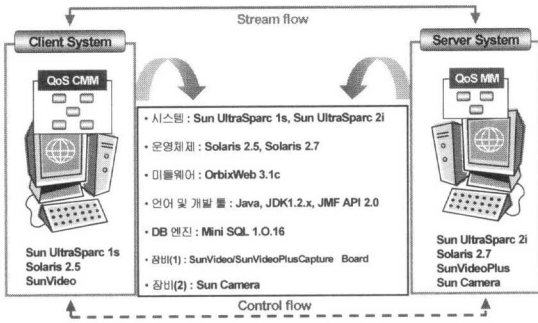 Stream flow
Client System
Server System
QoS CMM
QoS MM
• 시스템 : Sun UltraSparc 1s, Sun UltraSparc 2i
• 운영체제 : Solaris 2.5, Solaris 2.7
• 미들웨어 : OrbixWeb 3.1c
• 언어 및 개발 툴 : Java, JDK1.2.x, JMF API 2.0
• DB 엔진 : Mini SQL 1.O.16
• 장비(1) : SunVideo/SunVideoPlusCapture Board
• 장비(2) : Sun Camera
Sun UltraSparc 1s
Solaris 2.5
SunVideo
Sun UltraSparc 2i
Solaris 2.7
SunVideoPlus
Sun Camera
Control flow